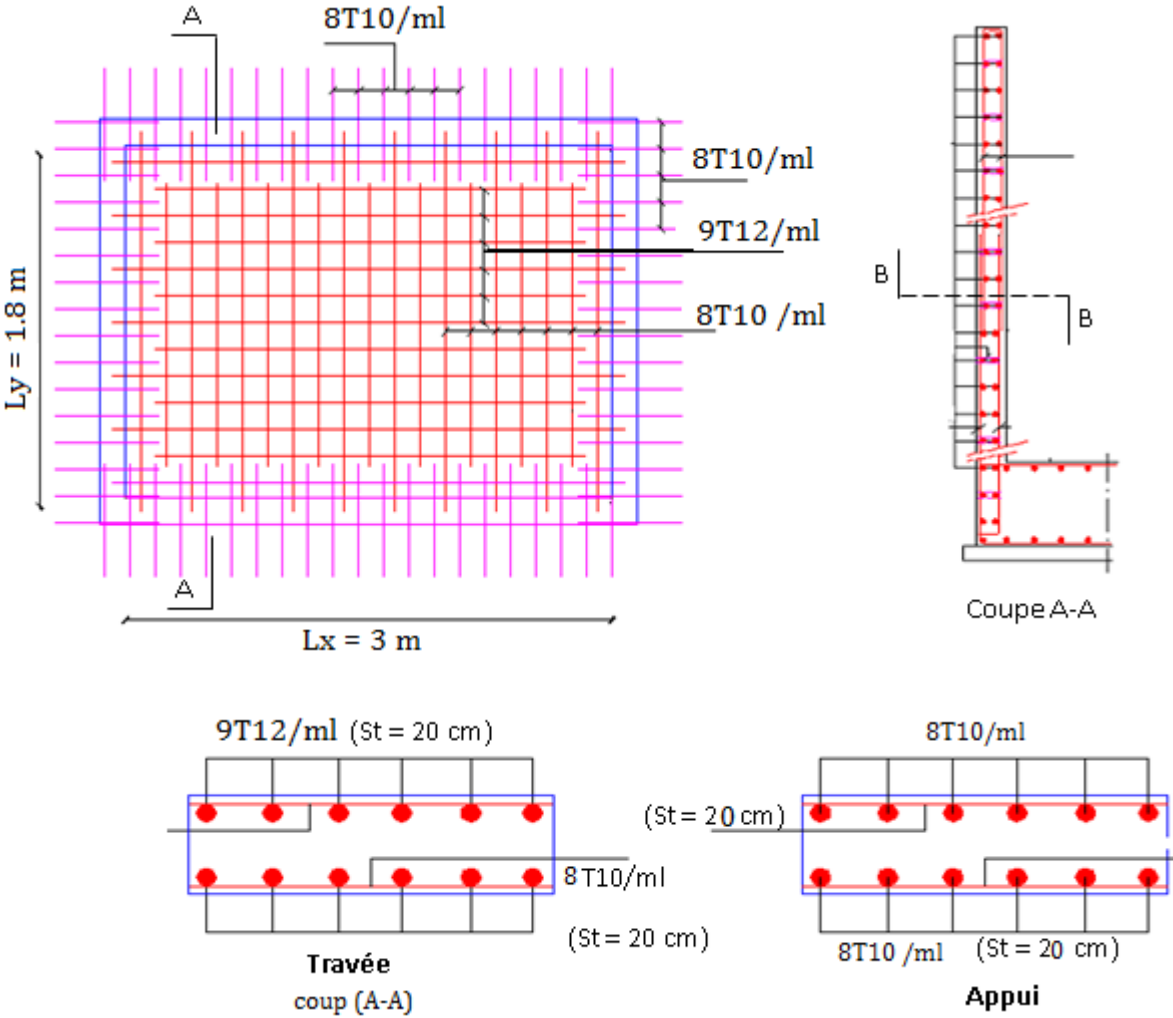 A
8T10/ml
8T10/ml
9T12/ml
8T10 /ml
Ly = 1.8 m
A
Lx = 3 m
B
B
Coupe A-A
9T12/ml (St = 20 cm)
8T10/ml
(St = 20 cm)
Travée
coup (A-A)
8T10/ml
(St = 20 cm)
8T10 /ml (St = 20 cm)
Appui